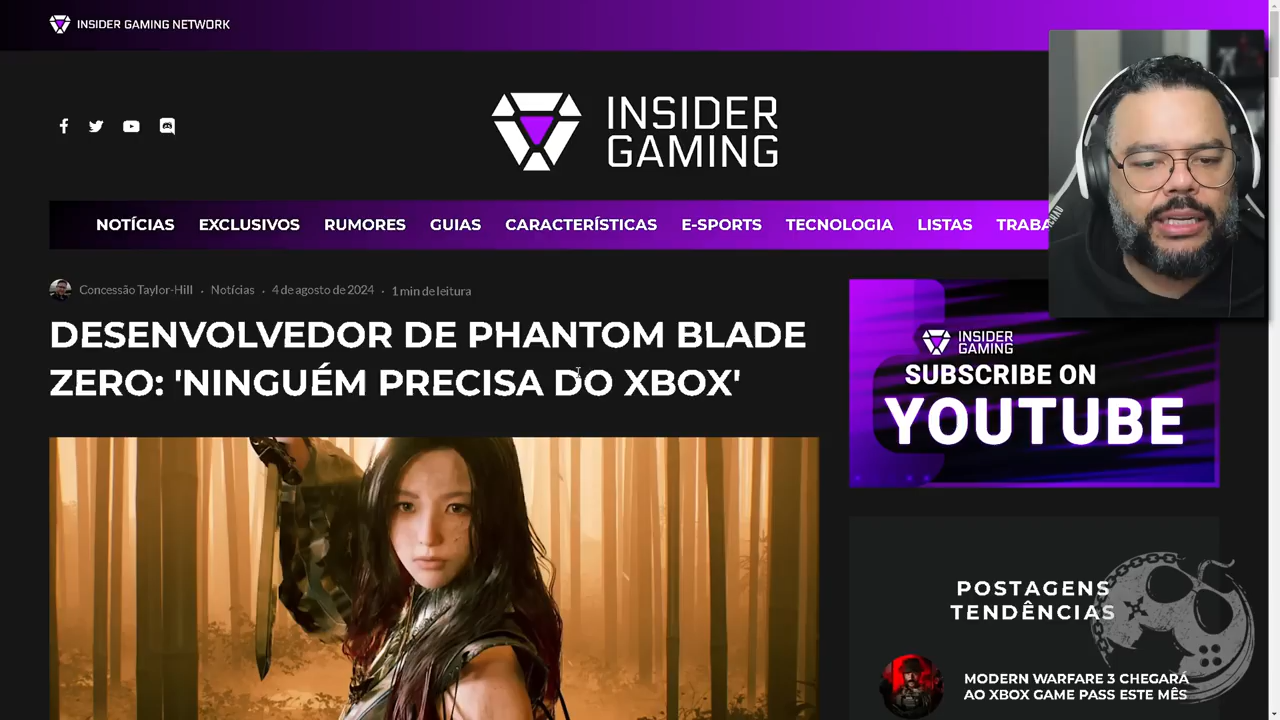 INSIDER GAMING NETWORK
INSIDER
GAMING
NOTÍCIAS EXCLUSIVOS RUMORES GUIAS CARACTERÍSTICAS E-SPORTS TECNOLOGIA LISTAS TRABA
Concessão Taylor-Hill . Notícias . 4 de agosto de 2024 . 1 min de leitura
DESENVOLVEDOR DE PHANTOM BLADE
ZERO: 'NINGUÉM PRECISA DO XBOX'
INSIDER
GAMING
SUBSCRIBE ON
YOUTUBE
POSTAGENS
TENDÊNCIAS
MODERN WARFARE 3 CHEGARÁ
AO XBOX GAME PASS ESTE MÊS